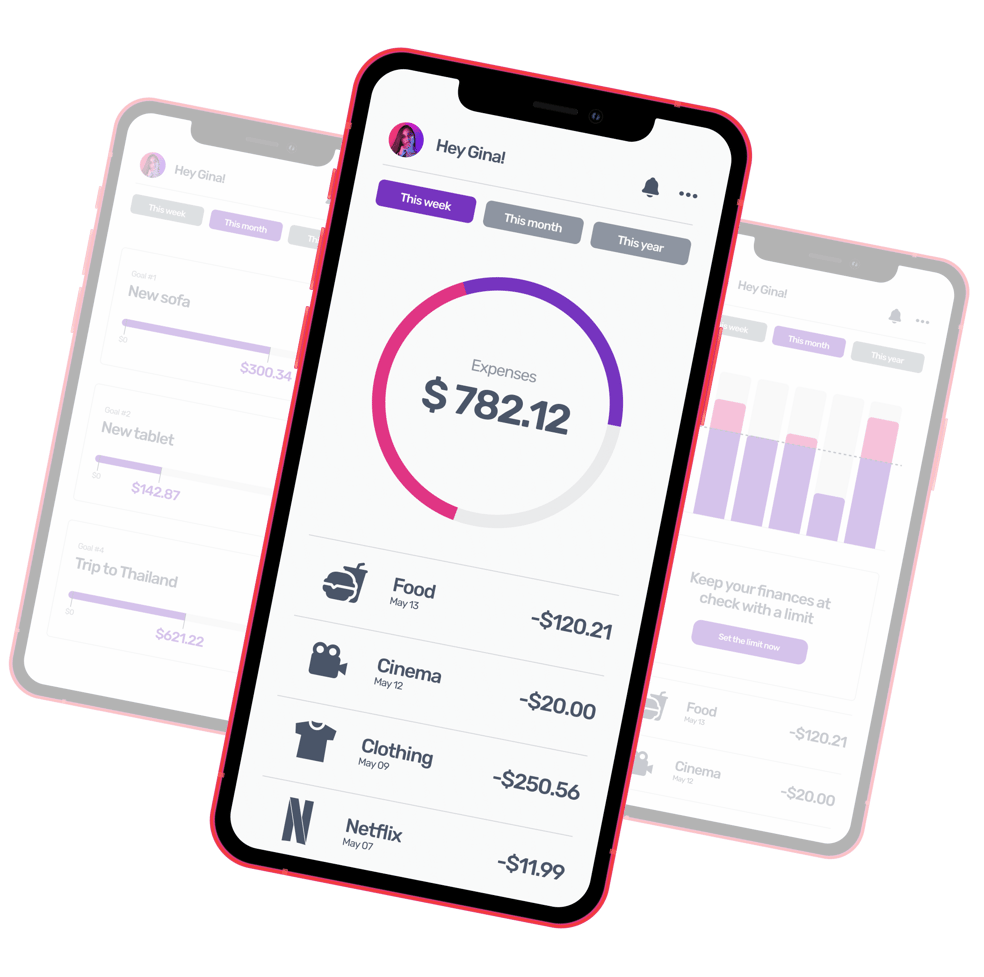 Hey Gina!
This week
This month
Goal #1
New sofa
$0
$300.34
Goal #2
New tablet
$0
$142.87
Goal #4
Trip to Thailand
$0
$621.22
Hey Gina!
This week
This month
This year
Expenses
$ 782.12
Food
May 13
-$120.21
Cinema
May 12
-$20.00
Clothing
May 09
-$250.56
N
Netflix
May 07
-$11.99
Hey Gina!
week
This month
This year
Keep your finances at
check with a limit
Set the limit now
Food
May 13
-$120.21
Cinema
May 12
-$20.00